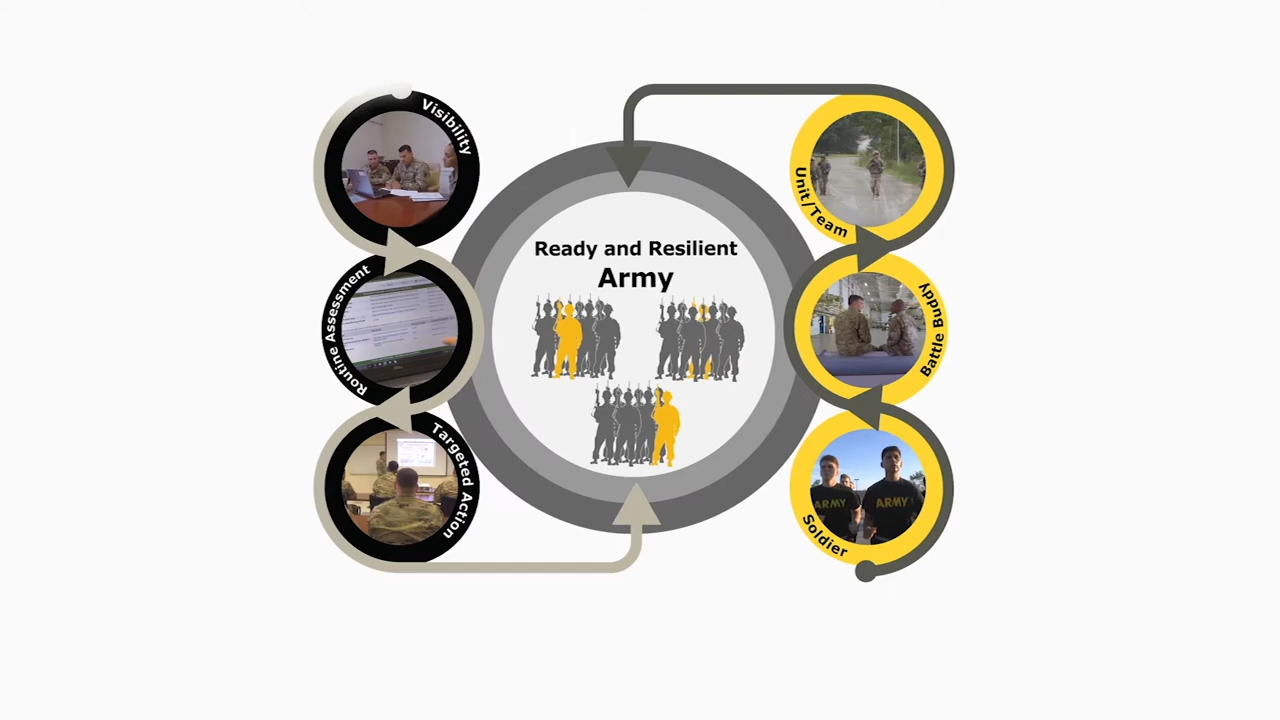 Visibility
Routine Assessment
Targeted Action
Ready and Resilient
Army
Unit/Team
Battle Buddy
ARMY
ARMY
Soldier